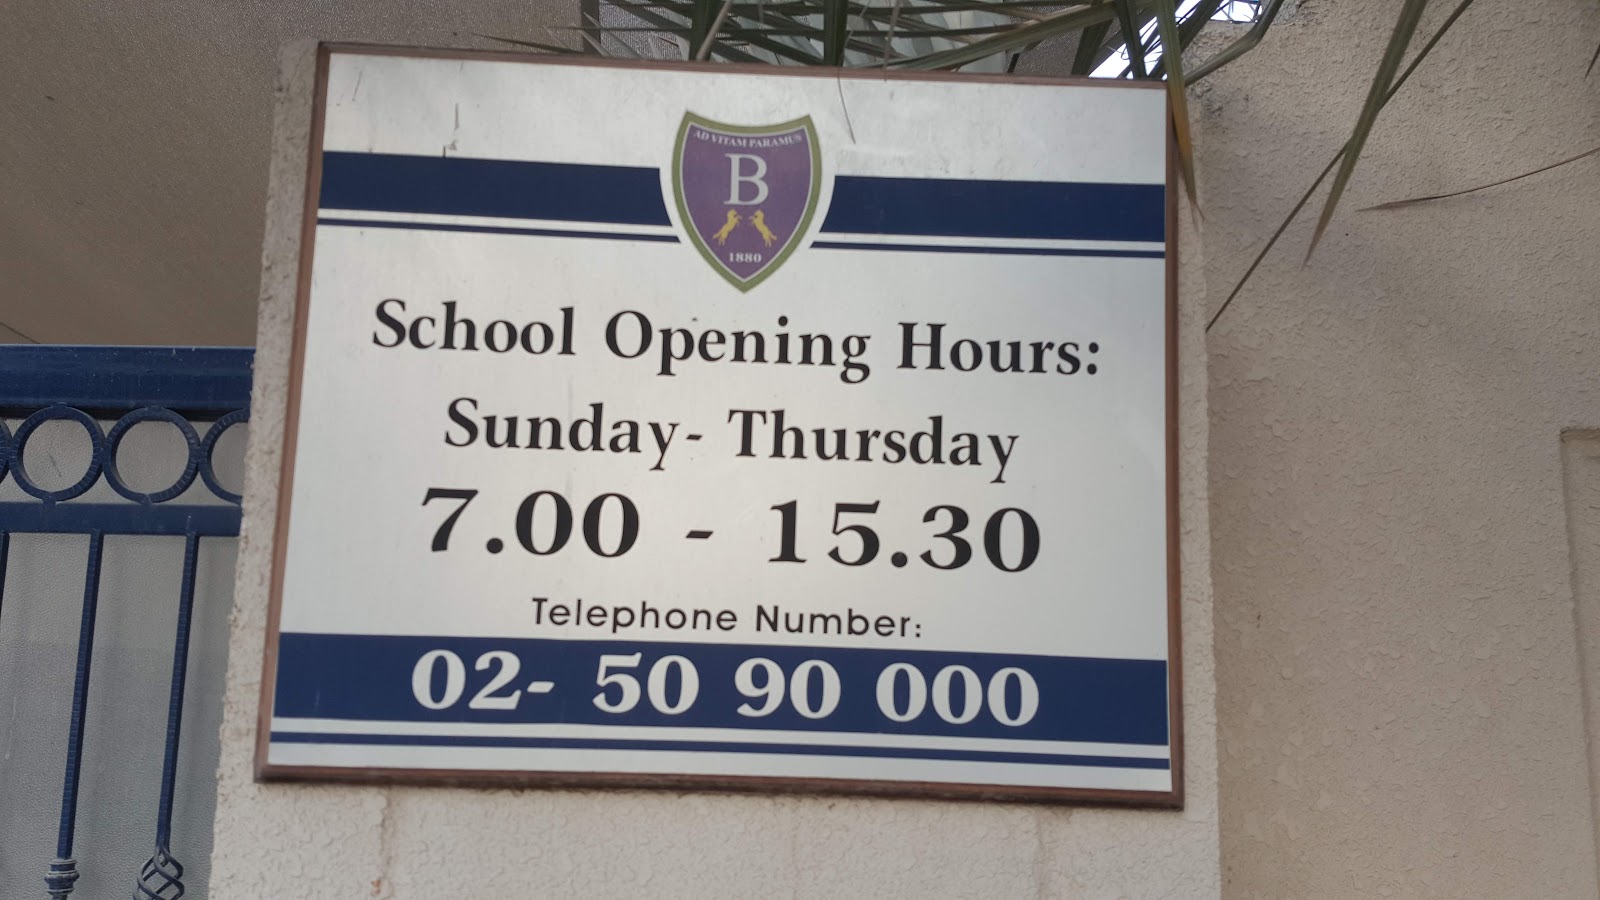 AD VITAM PARAMUS
B
1880
School Opening Hours:
Sunday- Thursday
7.00 - 15.30
Telephone Number:
02- 50 90 000